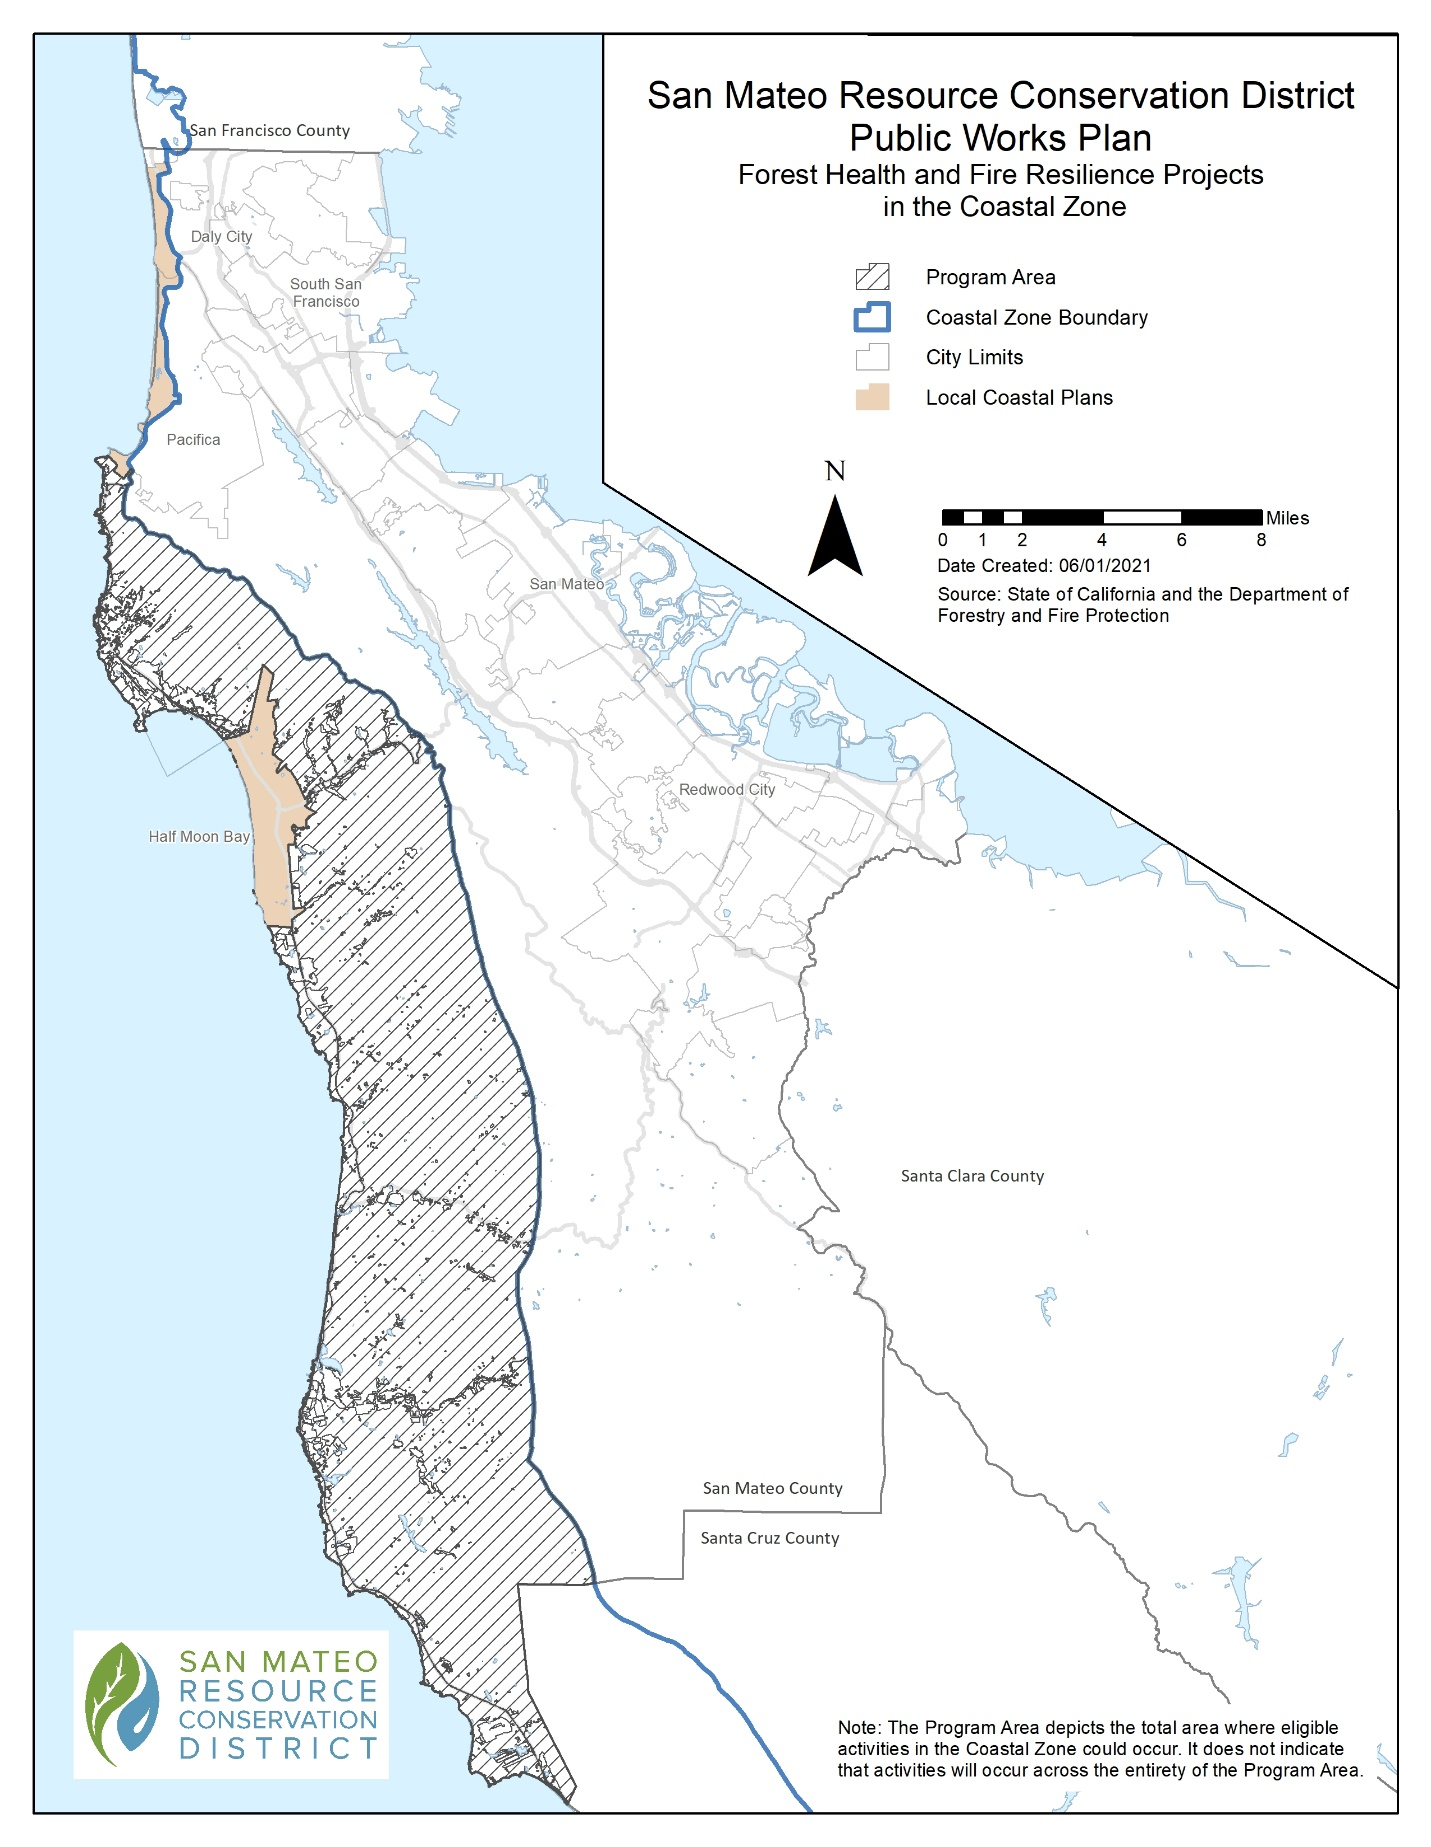 San Mateo Resource Conservation District
Public Works Plan
Forest Health and Fire Resilience Projects
in the Coastal Zone
Program Area
Coastal Zone Boundary
City Limits
Local Coastal Plans
N
Miles
0 1 2 4 6 8
Date Created: 06/01/2021
Source: State of California and the Department of
Forestry and Fire Protection
San Francisco County
Daly City
South San
Francisco
Pacifica
San Mateo
Redwood City
Half Moon Bay
Santa Clara County
San Mateo County
Santa Cruz County
SAN MATEO
RESOURCE
CONSERVATION
DISTRICT
Note: The Program Area depicts the total area where eligible
activities in the Coastal Zone could occur. It does not indicate
that activities will occur across the entirety of the Program Area.